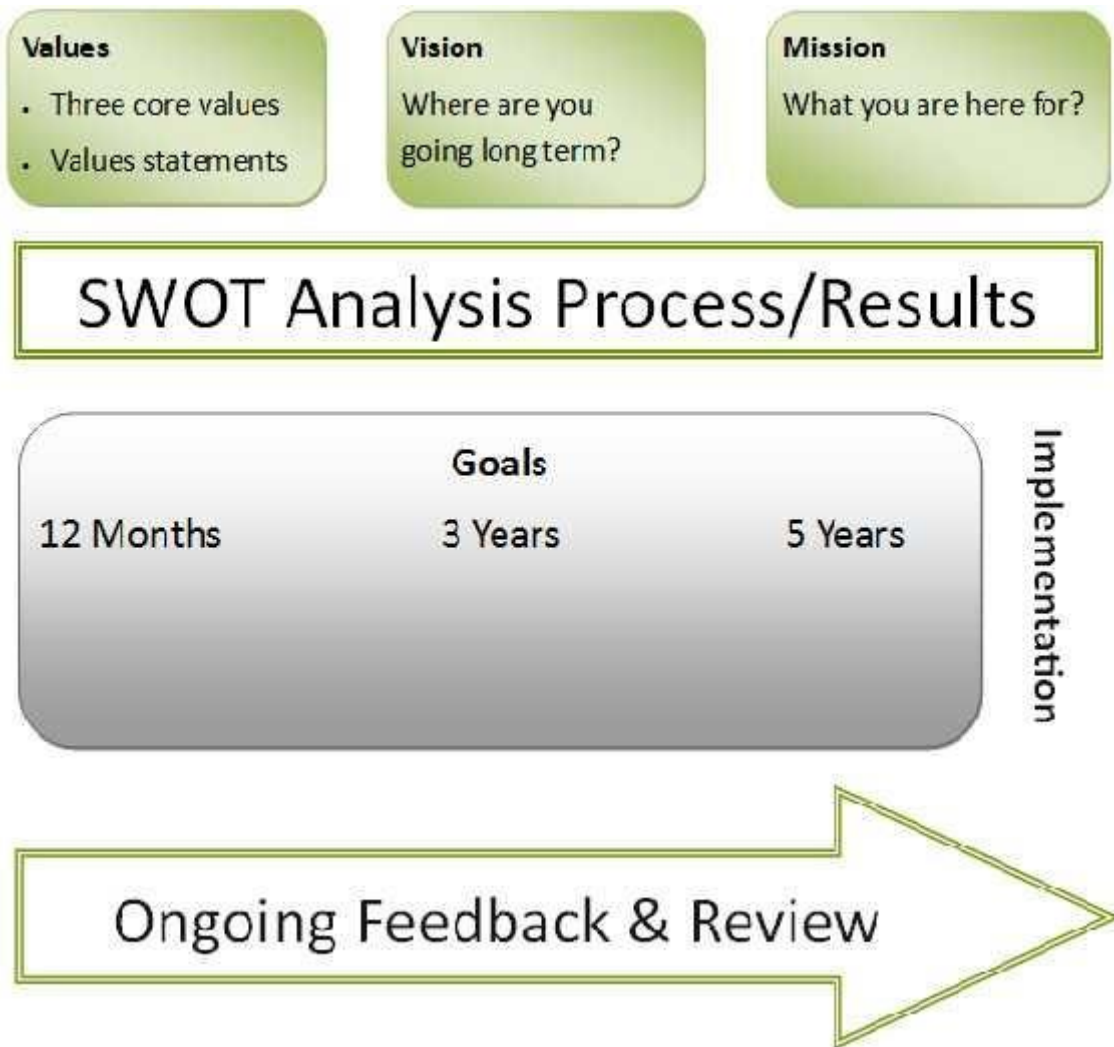 Values
• Three core values
• Values statements
Vision
Where are you
going long term?
Mission
What you are here for?
SWOT Analysis Process/Results
Goals
12 Months 3 Years 5 Years
Implementation
Ongoing Feedback & Review